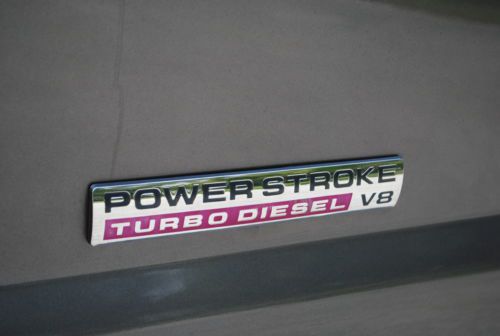 POWER STROKE
TURBO DIESEL V8